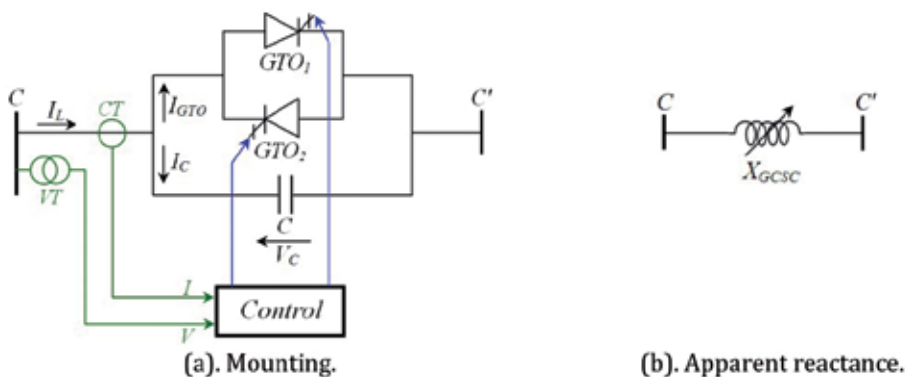 GTO₁
C
I_L
CT
I_GTO
GTO₂
I_C
VT
C
V_C
I
V
Control
(a). Mounting.
C
C'
X_GCSC
C'
(b). Apparent reactance.